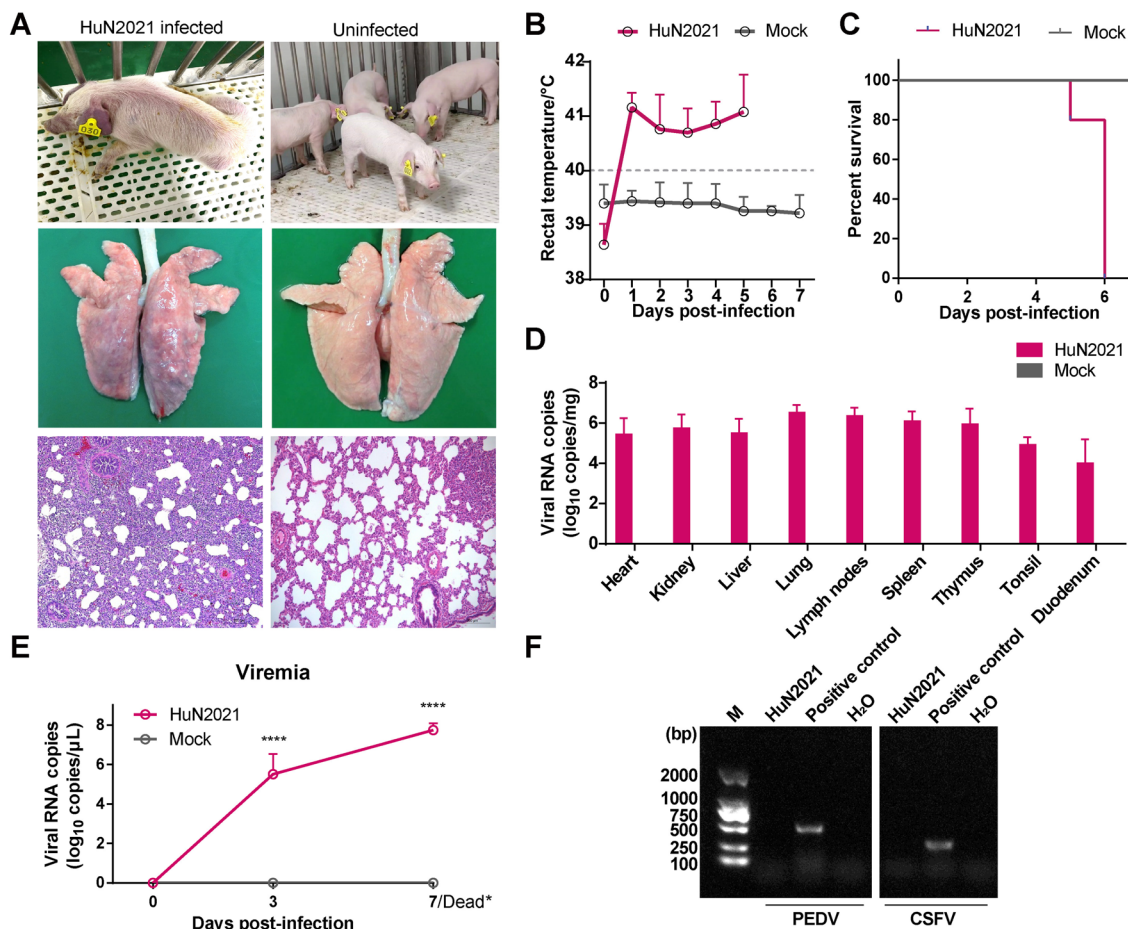 A
HuN2021 infected
Uninfected
030
B
HuN2021
Mock
Rectal temperature/°C
42
41
40
39
38
0 1 2 3 4 5 6 7
Days post-infection
C
HuN2021
Mock
Percent survival
100
80
60
40
20
0
0 2 4 6
Days post-infection
D
HuN2021
Mock
Viral RNA copies
(log₁₀ copies/mg)
8
6
4
2
0
Heart
Kidney
Liver
Lung
Lymph nodes
Spleen
Thymus
Tonsil
Duodenum
E
Viremia
HuN2021
Mock
Viral RNA copies
(log₁₀ copies/μL)
8
6
4
2
0
****
****
0 3 7/Dead*
Days post-infection
F
M
HuN2021
Positive control
H₂O
HuN2021
Positive control
H₂O
(bp)
2000
1000
750
500
250
100
PEDV
CSFV